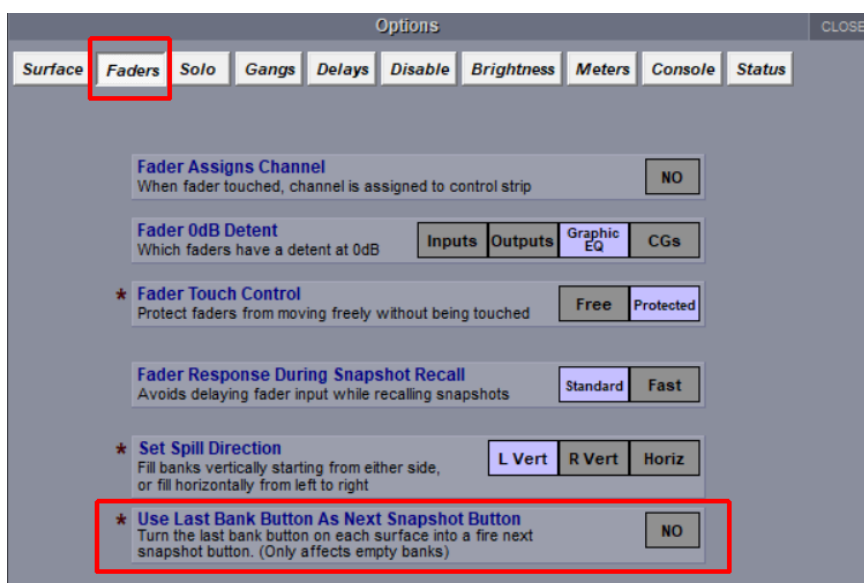 Options
CLOSE
Surface Faders Solo Gangs Delays Disable Brightness Meters Console Status
Fader Assigns Channel
When fader touched, channel is assigned to control strip
NO
Fader 0dB Detent
Which faders have a detent at 0dB
Inputs Outputs Graphic EQ CGs
* Fader Touch Control
Protect faders from moving freely without being touched
Free Protected
Fader Response During Snapshot Recall
Avoids delaying fader input while recalling snapshots
Standard Fast
* Set Spill Direction
Fill banks vertically starting from either side,
or fill horizontally from left to right
L Vert R Vert Horiz
* Use Last Bank Button As Next Snapshot Button
Turn the last bank button on each surface into a fire next
snapshot button. (Only affects empty banks)
NO